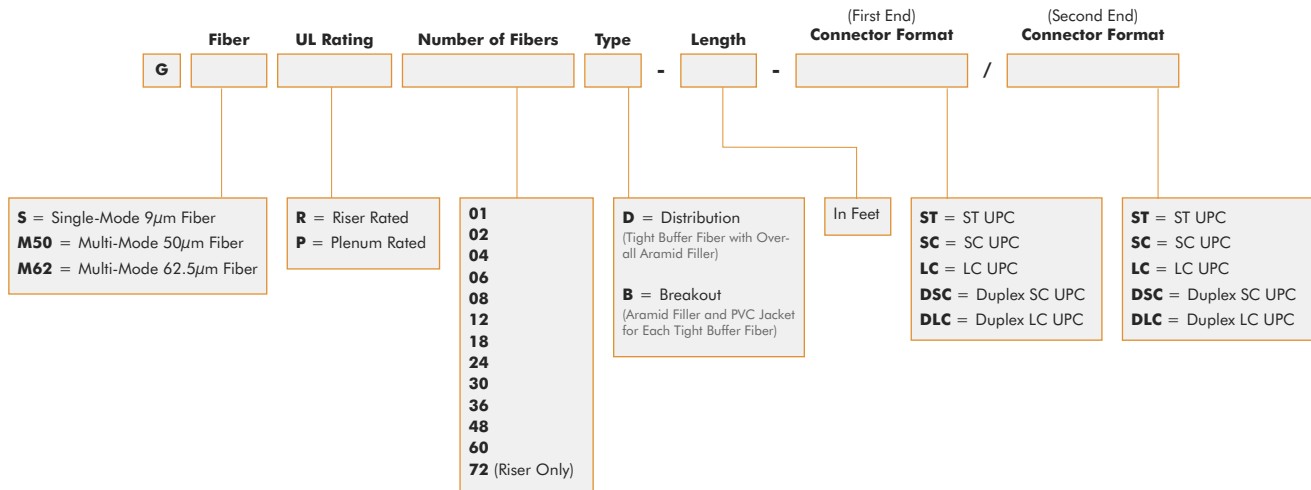 Fiber
UL Rating
Number of Fibers
Type
Length
(First End)
Connector Format
(Second End)
Connector Format
G
-
-
/
S = Single-Mode 9µm Fiber
M50 = Multi-Mode 50µm Fiber
M62 = Multi-Mode 62.5µm Fiber
R = Riser Rated
P = Plenum Rated
01
02
04
06
08
12
18
24
30
36
48
60
72 (Riser Only)
D = Distribution
(Tight Buffer Fiber with Over-
all Aramid Filler)
B = Breakout
(Aramid Filler and PVC Jacket
for Each Tight Buffer Fiber)
In Feet
ST = ST UPC
SC = SC UPC
LC = LC UPC
DSC = Duplex SC UPC
DLC = Duplex LC UPC
ST = ST UPC
SC = SC UPC
LC = LC UPC
DSC = Duplex SC UPC
DLC = Duplex LC UPC